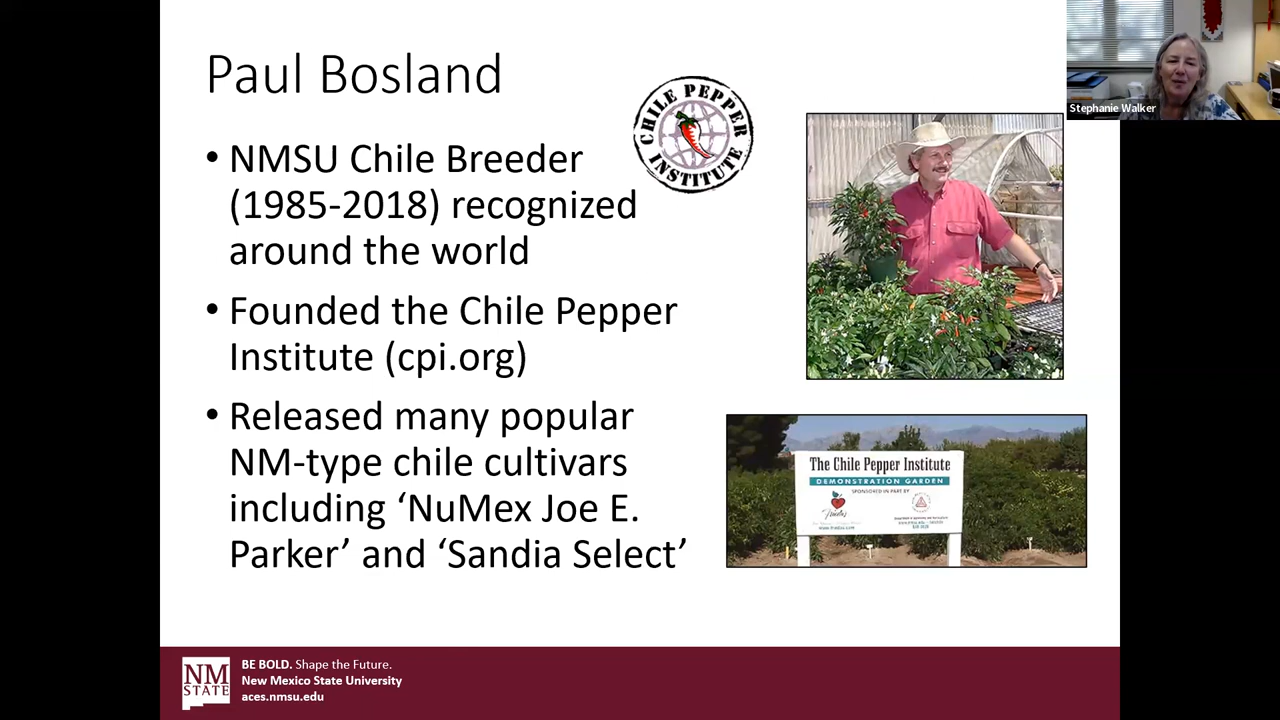 Paul Bosland
CHILE PEPPER INSTITUTE
Stephanie Walker
• NMSU Chile Breeder
(1985-2018) recognized
around the world
• Founded the Chile Pepper
Institute (cpi.org)
• Released many popular
NM-type chile cultivars
including ‘NuMex Joe E.
Parker’ and ‘Sandia Select’
The Chile Pepper Institute
DEMONSTRATION GARDEN
SPONSORED IN PART BY
NM
STATE
BE BOLD. Shape the Future.
New Mexico State University
aces.nmsu.edu